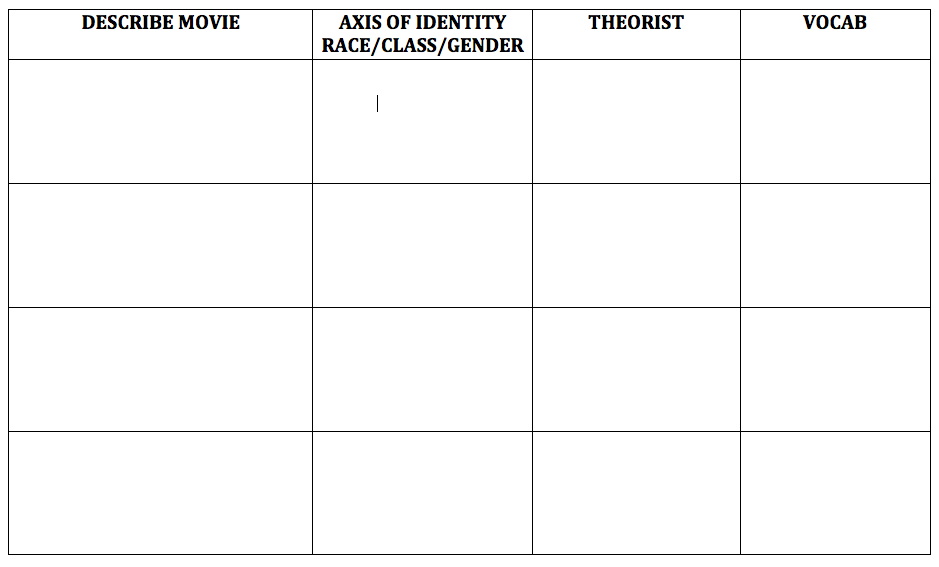 DESCRIBE MOVIE
AXIS OF IDENTITY
RACE/CLASS/GENDER
THEORIST
VOCAB